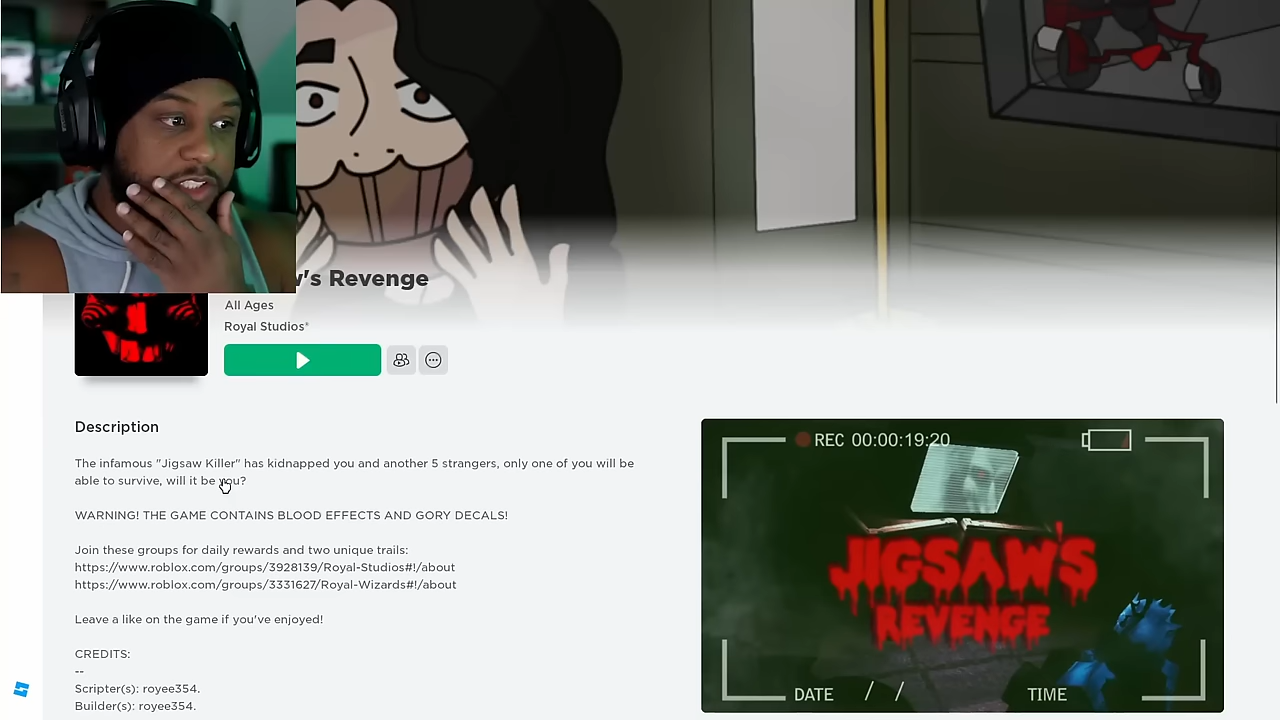 's Revenge
All Ages
Royal Studios*
Description
The infamous "Jigsaw Killer" has kidnapped you and another 5 strangers, only one of you will be
able to survive, will it be you?
WARNING! THE GAME CONTAINS BLOOD EFFECTS AND GORY DECALS!
Join these groups for daily rewards and two unique trails:
https://www.roblox.com/groups/3928139/Royal-Studios#!/about
https://www.roblox.com/groups/3331627/Royal-Wizards#!/about
Leave a like on the game if you've enjoyed!
CREDITS:
--
Scripter(s): royee354.
Builder(s): royee354.
REC 00:00:19:20
JIGSAW'S
REVENGE
DATE / / TIME